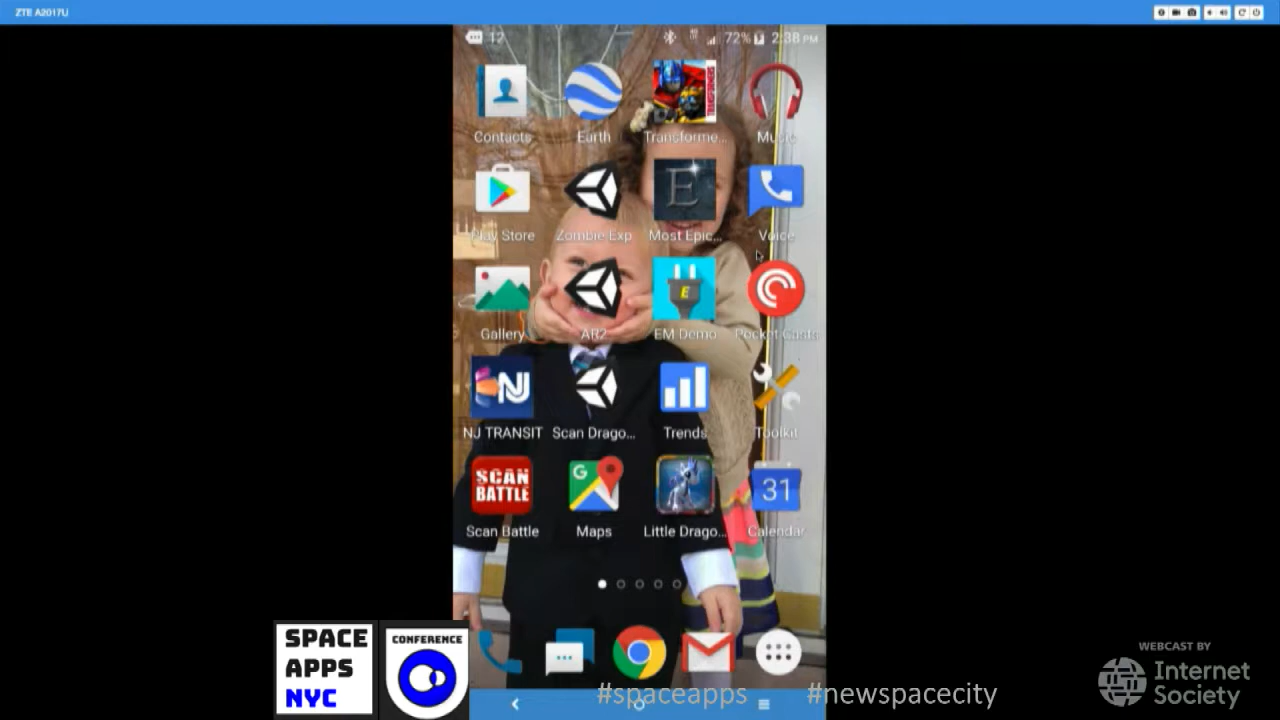 ZTE A2017U
12
72%
2:38 PM
Contacts
Earth
Transforme...
Music
Play Store
Zombie Exp
E
Most Epic...
Voice
Gallery
AR2
E
EM Demo
Pocket Casts
NJ
NJ TRANSIT
Scan Drago...
Trends
Toolkit
SCAN
BATTLE
Scan Battle
G
Maps
Little Drago...
31
Calendar
SPACE
APPS
NYC
CONFERENCE
#spaceapps
#newspacecity
WEBCAST BY
Internet
Society